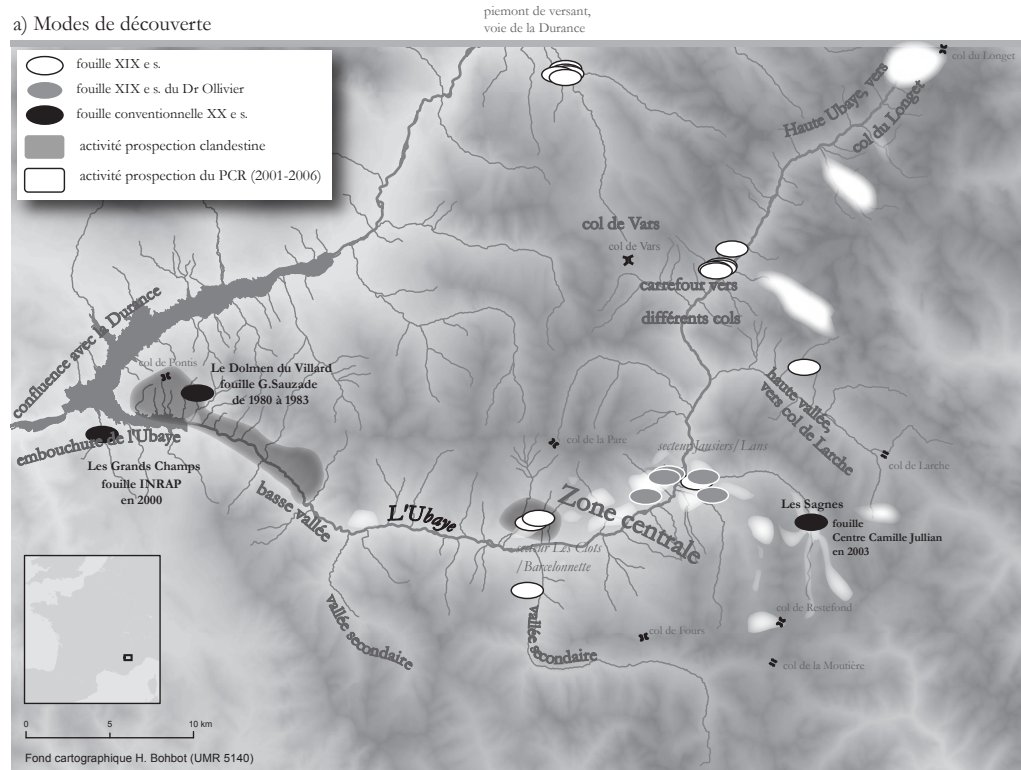 piemont de versant,
voie de la Durance
a) Modes de découverte
fouille XIX e s.
fouille XIX e s. du Dr Ollivier
fouille conventionnelle XX e s.
activité prospection clandestine
activité prospection du PCR (2001-2006)
col du Longet
Haute Ubaye, vers
col du Longet
col de Vars
col de Vars
carrefour vers
différents cols
confluence avec la Durance
col de Pontis
Le Dolmen du Villard
fouille G.Sauzade
de 1980 à 1983
embouchure de l'Ubaye
Les Grands Champs
fouille INRAP
en 2000
basse vallée
L'Ubaye
col de la Pare
secteur Jausiers/Lans
Zone centrale
secteur Les Clots
/Barcelonnette
haute vallée,
vers col de Larche
col de Larche
Les Sagnes
fouille
Centre Camille Jullian
en 2003
vallée secondaire
vallée secondaire
col de Fours
col de Restefond
col de la Moutière
0 5 10 km
Fond cartographique H. Bohbot (UMR 5140)